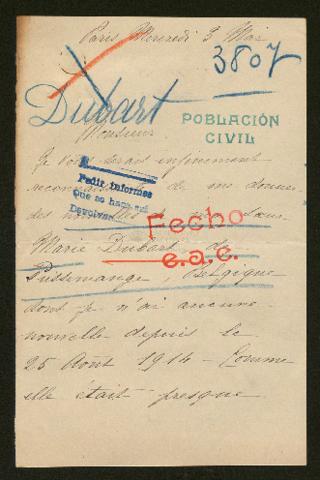 Paris Mercredi 3 Mai
3807
Dubart
POBLACIÓN
CIVIL
Monsieur
Je vous serais infiniment
reconnaissante de me donner
des nouvelles de ma sœur
Pedir informes
Que se haga
Devolver
Fecho
e.a.c.
Marie Dubart de
Pussemange Belgique
dont je n'ai aucune
nouvelle depuis le
25 Août 1914 - Comme
elle était presque